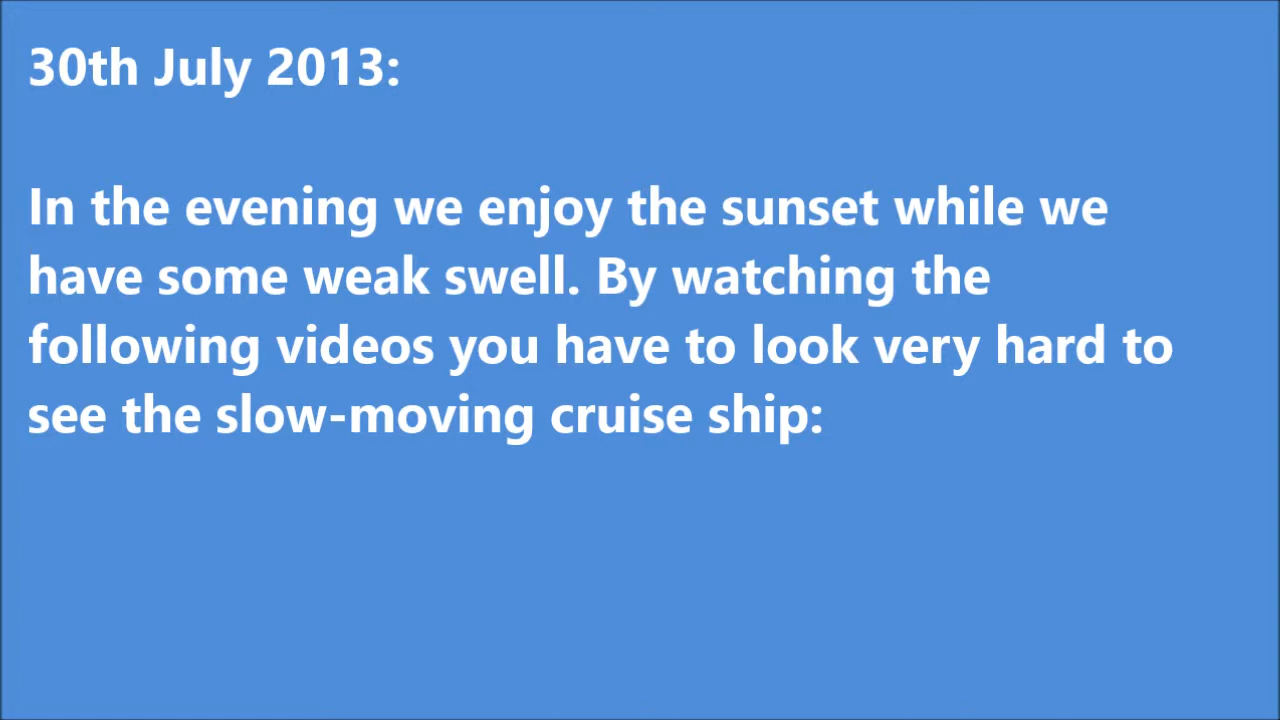 30th July 2013:
In the evening we enjoy the sunset while we
have some weak swell. By watching the
following videos you have to look very hard to
see the slow-moving cruise ship: